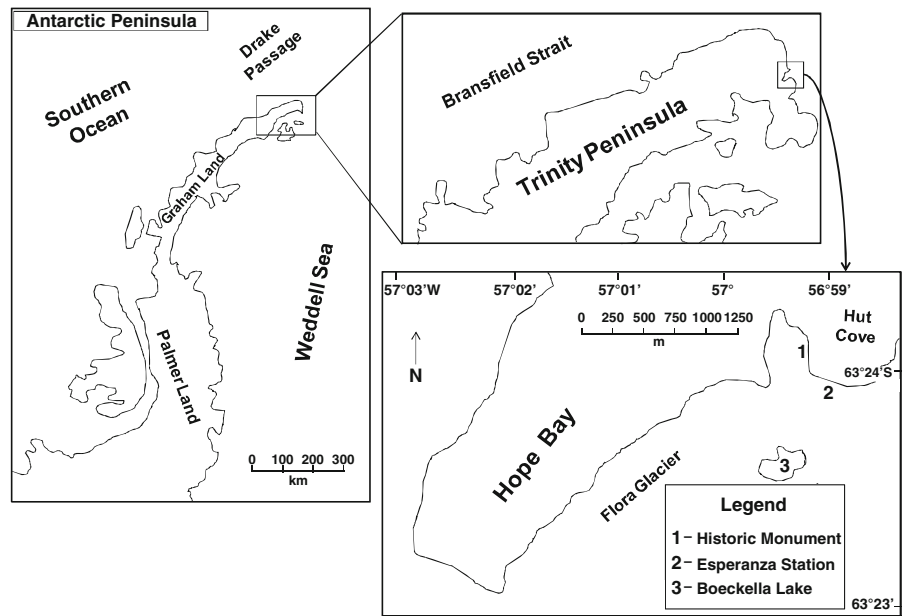 Antarctic Peninsula
Drake
Passage
Southern
Ocean
Graham Land
Weddell Sea
Palmer Land
0 100 200 300
km
Bransfield Strait
Trinity Peninsula
57°03'W 57°02' 57°01' 57° 56°59'
0 250 500 750 1000 1250
m
Hut
Cove
N
1
63°24'S
2
Hope Bay
Flora Glacier
3
Legend
1 – Historic Monument
2 – Esperanza Station
3 – Boeckella Lake
63°23'